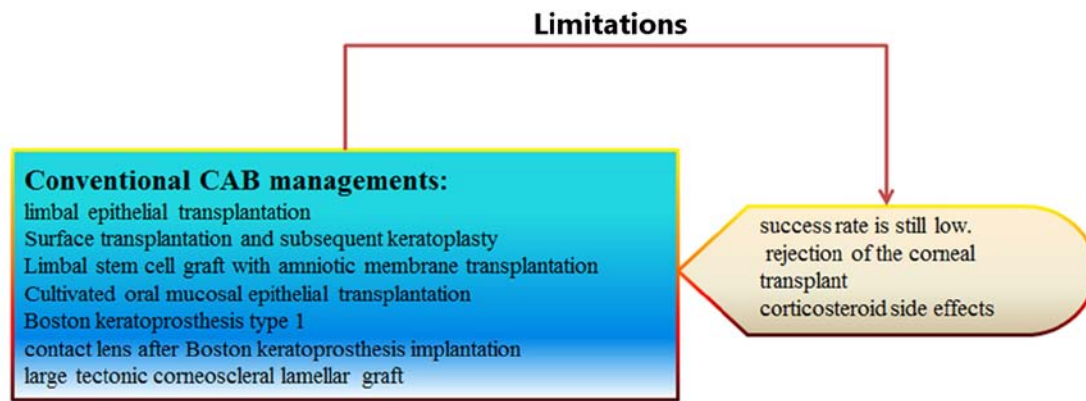 Limitations
Conventional CAB managements:
limbal epithelial transplantation
Surface transplantation and subsequent keratoplasty
Limbal stem cell graft with amniotic membrane transplantation
Cultivated oral mucosal epithelial transplantation
Boston keratoprosthesis type 1
contact lens after Boston keratoprosthesis implantation
large tectonic corneoscleral lamellar graft
success rate is still low.
rejection of the corneal
transplant
corticosteroid side effects